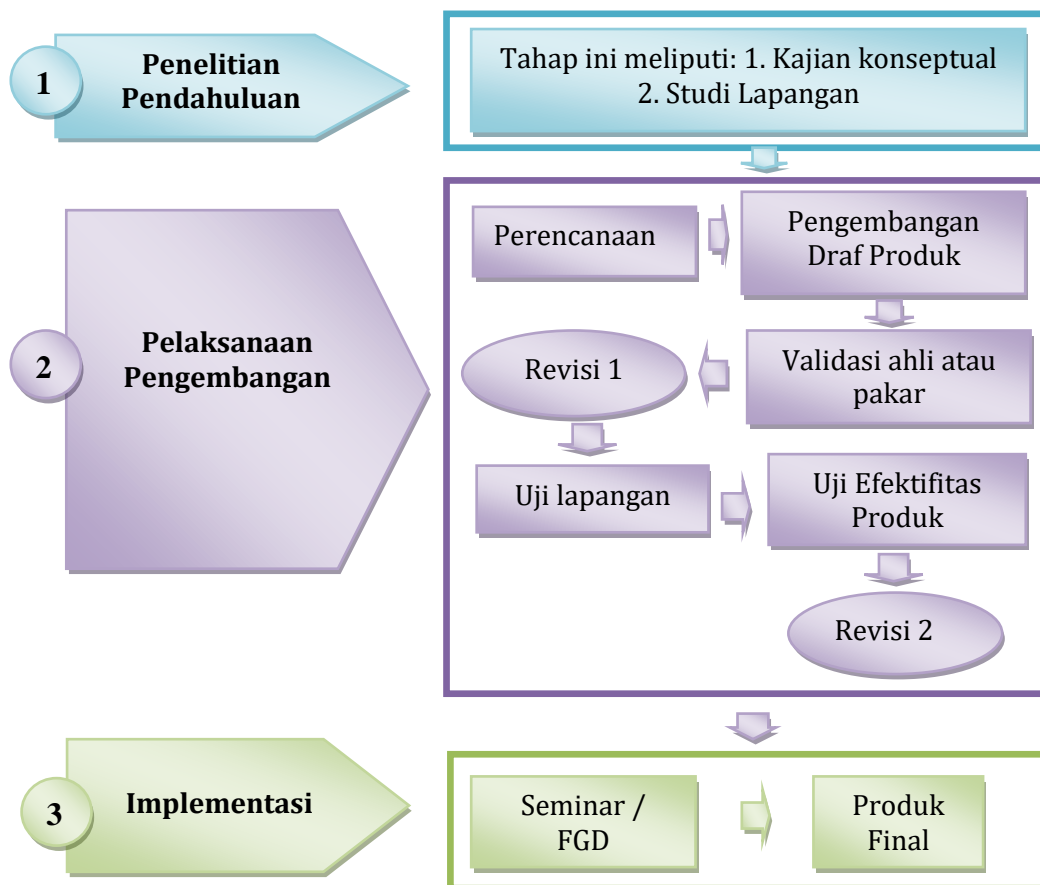 1
Penelitian
Pendahuluan
Tahap ini meliputi: 1. Kajian konseptual
2. Studi Lapangan
2
Pelaksanaan
Pengembangan
Perencanaan
Pengembangan
Draf Produk
Validasi ahli atau
pakar
Revisi 1
Uji lapangan
Uji Efektifitas
Produk
Revisi 2
3
Implementasi
Seminar /
FGD
Produk
Final